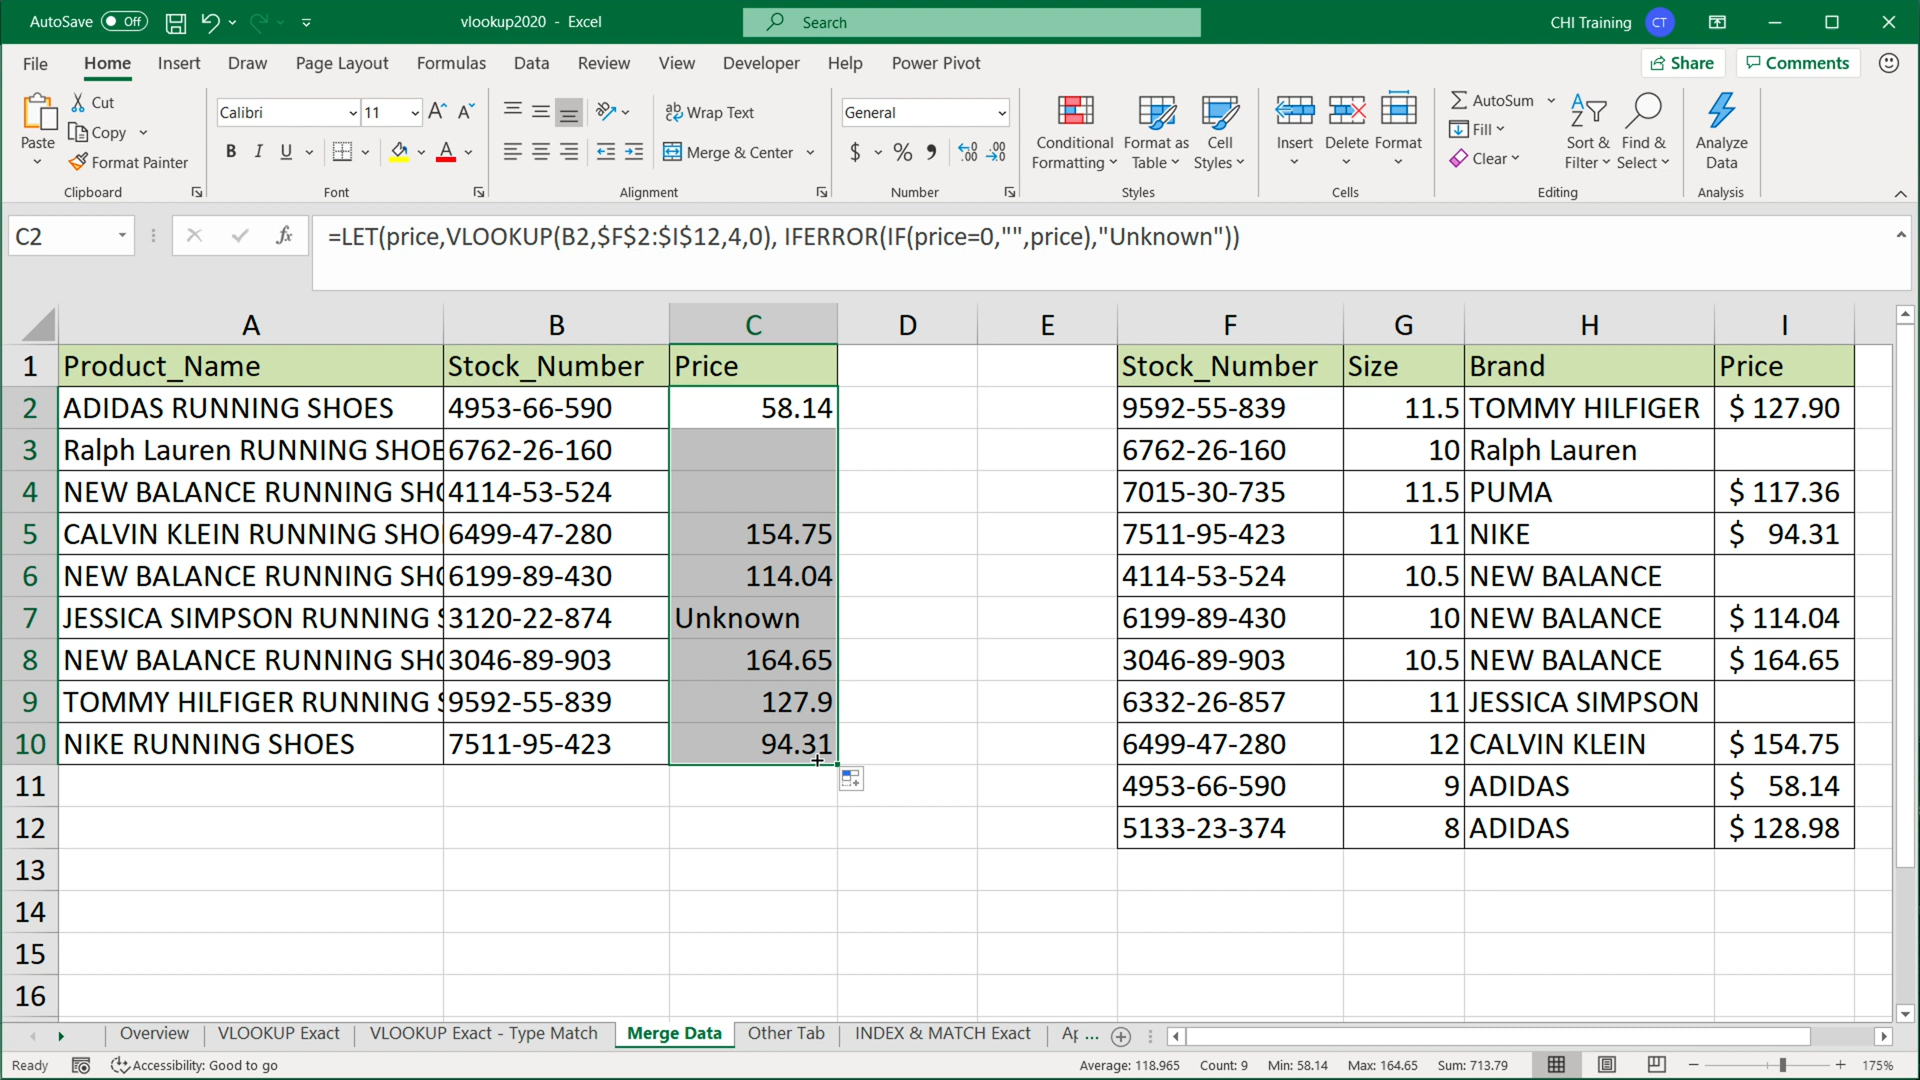 AutoSave Off vlookup2020 - Excel Search CHI Training CT
File Home Insert Draw Page Layout Formulas Data Review View Developer Help Power Pivot Share Comments
Paste Cut Copy Format Painter
Clipboard
Calibri 11
B I U A
Font
Wrap Text
Merge & Center
Alignment
General
$ % 9 .00 .00
Number
Conditional Formatting Format as Table Cell Styles
Styles
Insert Delete Format
Cells
AutoSum Fill Clear Sort & Filter Find & Select
Editing
Analyze Data
Analysis
C2 fx =LET(price,VLOOKUP(B2,$F$2:$I$12,4,0), IFERROR(IF(price=0,"",price),"Unknown"))
A B C D E F G H I
1 Product_Name Stock_Number Price Stock_Number Size Brand Price
2 ADIDAS RUNNING SHOES 4953-66-590 58.14 9592-55-839 11.5 TOMMY HILFIGER $ 127.90
3 Ralph Lauren RUNNING SHOE 6762-26-160 6762-26-160 10 Ralph Lauren
4 NEW BALANCE RUNNING SH 4114-53-524 7015-30-735 11.5 PUMA $ 117.36
5 CALVIN KLEIN RUNNING SHO 6499-47-280 154.75 7511-95-423 11 NIKE $ 94.31
6 NEW BALANCE RUNNING SH 6199-89-430 114.04 4114-53-524 10.5 NEW BALANCE
7 JESSICA SIMPSON RUNNING S 3120-22-874 Unknown 6199-89-430 10 NEW BALANCE $ 114.04
8 NEW BALANCE RUNNING SH 3046-89-903 164.65 3046-89-903 10.5 NEW BALANCE $ 164.65
9 TOMMY HILFIGER RUNNING S 9592-55-839 127.9 6332-26-857 11 JESSICA SIMPSON
10 NIKE RUNNING SHOES 7511-95-423 94.31 6499-47-280 12 CALVIN KLEIN $ 154.75
11 4953-66-590 9 ADIDAS $ 58.14
12 5133-23-374 8 ADIDAS $ 128.98
13
14
15
16
Overview VLOOKUP Exact VLOOKUP Exact - Type Match Merge Data Other Tab INDEX & MATCH Exact Ap ...
Ready Accessibility: Good to go Average: 118.965 Count: 9 Min: 58.14 Max: 164.65 Sum: 713.79 175%